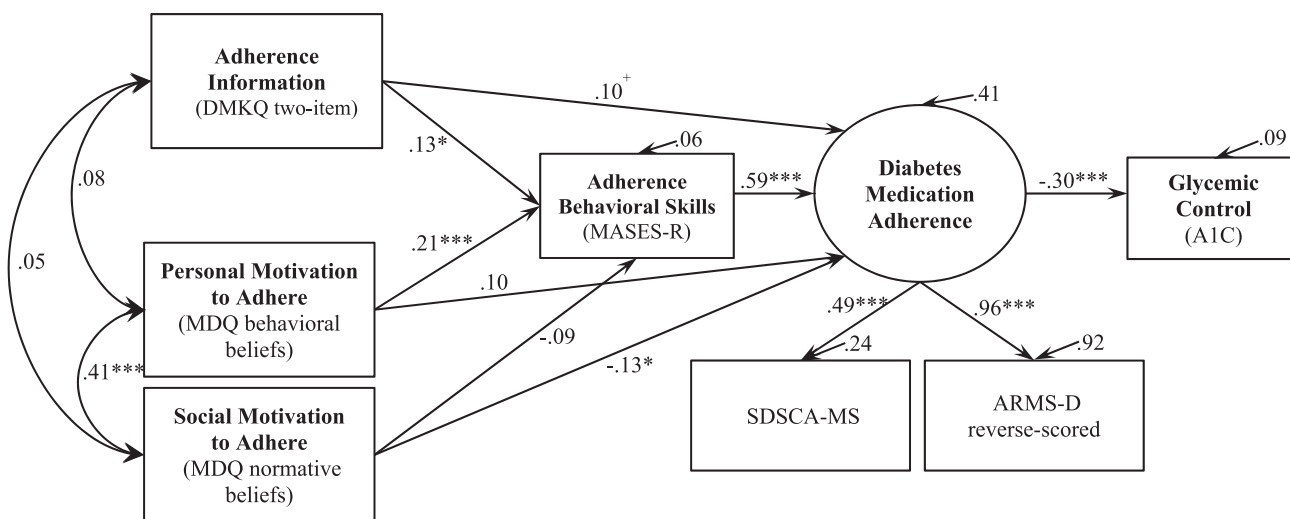 Adherence
Information
(DMKQ two-item)
.10+
.41
.13*
.06
.09
.08
Adherence
Behavioral Skills
(MASES-R)
.59***
Diabetes
Medication
Adherence
-.30***
Glycemic
Control
(A1C)
.05
.21***
Personal Motivation
to Adhere
(MDQ behavioral
beliefs)
.10
.49***
.96***
-.09
.24
.92
.41***
-.13*
Social Motivation
to Adhere
(MDQ normative
beliefs)
SDSCA-MS
ARMS-D
reverse-scored